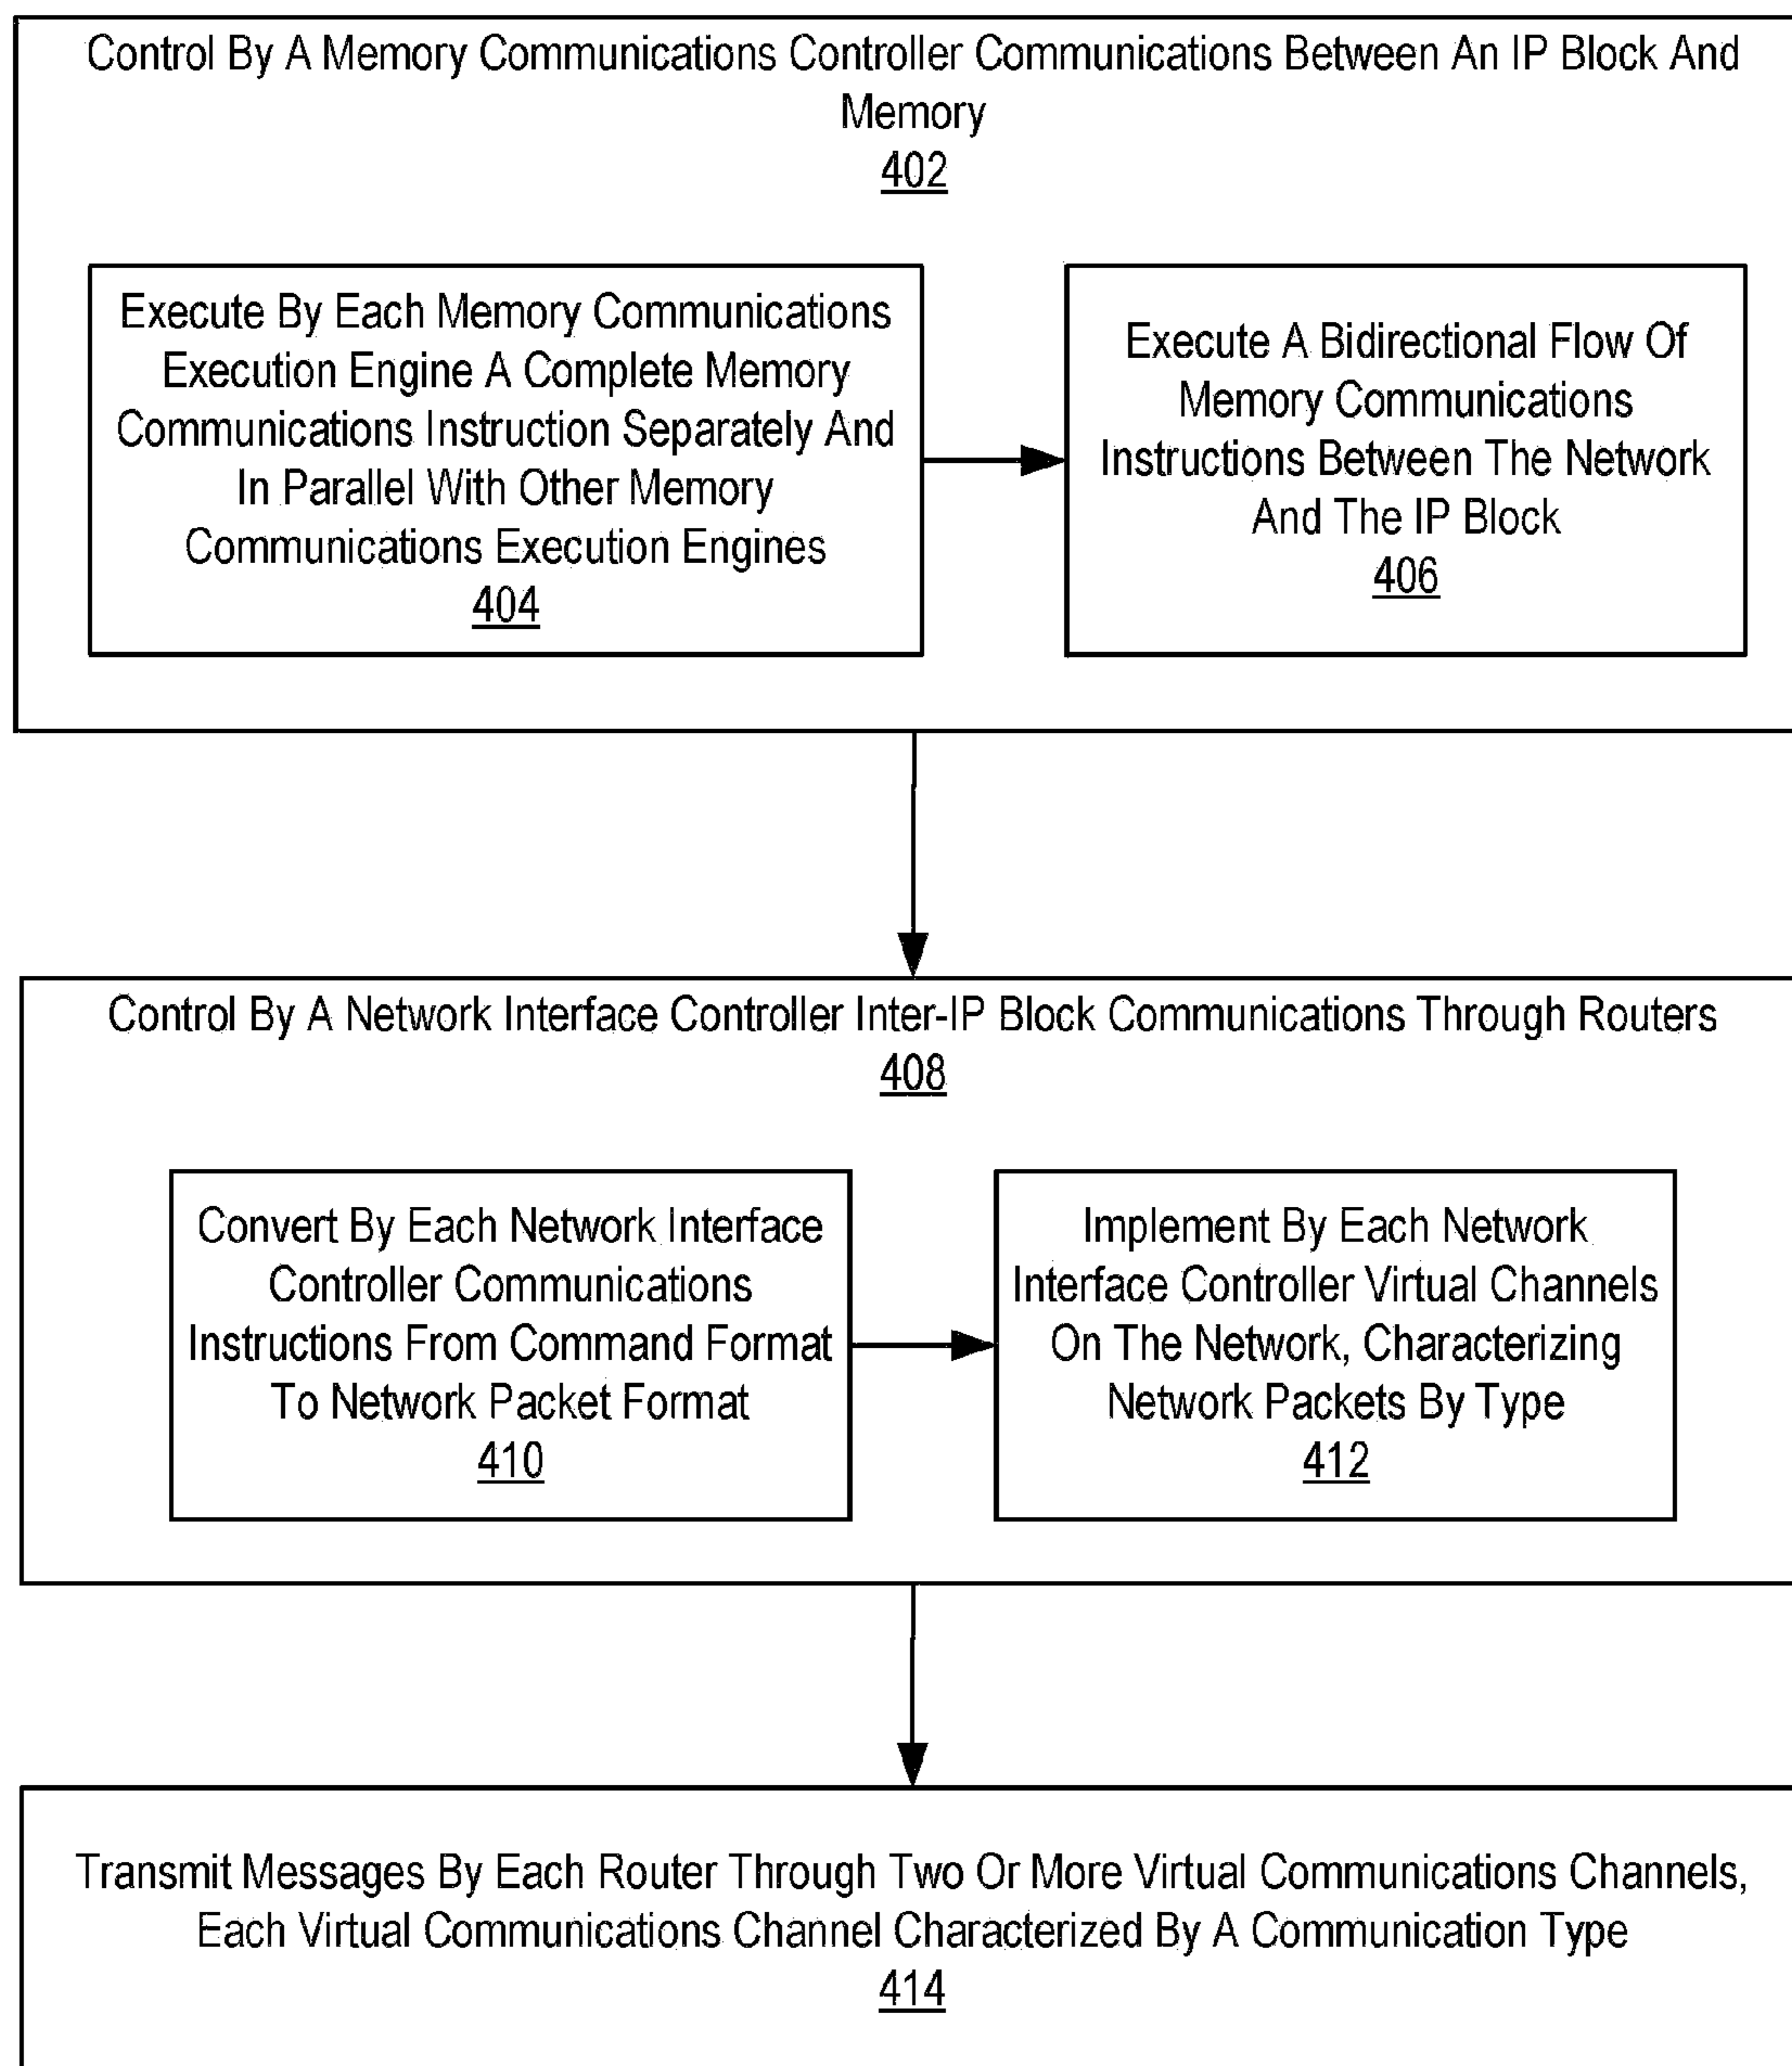 Control By A Memory Communications Controller Communications Between An IP Block And
Memory
402
Execute By Each Memory Communications
Execution Engine A Complete Memory
Communications Instruction Separately And
In Parallel With Other Memory
Communications Execution Engines
404
Execute A Bidirectional Flow Of
Memory Communications
Instructions Between The Network
And The IP Block
406
Control By A Network Interface Controller Inter-IP Block Communications Through Routers
408
Convert By Each Network Interface
Controller Communications
Instructions From Command Format
To Network Packet Format
410
Implement By Each Network
Interface Controller Virtual Channels
On The Network, Characterizing
Network Packets By Type
412
Transmit Messages By Each Router Through Two Or More Virtual Communications Channels,
Each Virtual Communications Channel Characterized By A Communication Type
414